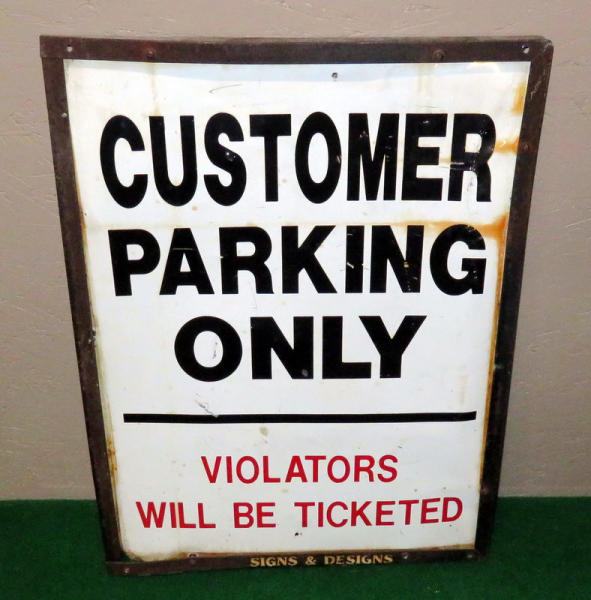 CUSTOMER
PARKING
ONLY
VIOLATORS
WILL BE TICKETED
SIGNS & DESIGNS